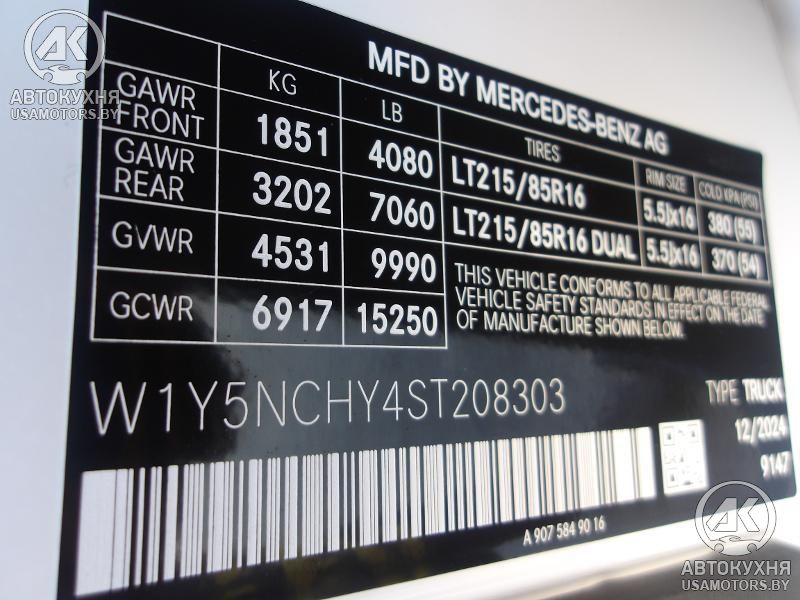 AK
АВТОКУХНЯ
USAMOTORS.BY
MFD BY MERCEDES-BENZ AG
KG LB TIRES RIM SIZE COLD KPA (PSI)
GAWR FRONT 1851 4080 LT215/85R16 5.5Jx16 380 (55)
GAWR REAR 3202 7060 LT215/85R16 DUAL 5.5Jx16 370 (54)
GVWR 4531 9990
GCWR 6917 15250
THIS VEHICLE CONFORMS TO ALL APPLICABLE FEDERAL
VEHICLE SAFETY STANDARDS IN EFFECT ON THE DATE
OF MANUFACTURE SHOWN BELOW.
W1Y5NCHY4ST208303
TYPE TRUCK
12/2024
9147
A 907 584 90 16
AK
АВТОКУХНЯ
USAMOTORS.BY